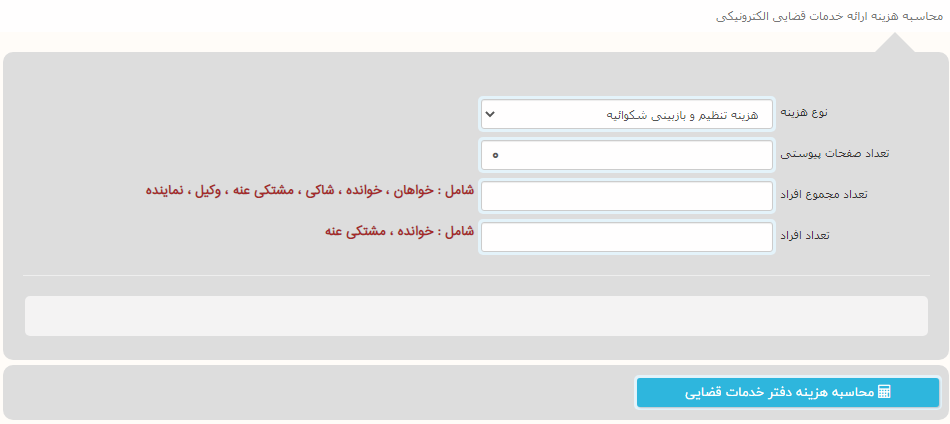 محاسبه هزینه ارائه خدمات قضایی الکترونیکی
نوع هزینه هزینه تنظیم و بازبینی شکوائیه
تعداد صفحات پیوستی ۰
تعداد مجموع افراد شامل : خواهان ، خوانده ، شاکی ، مشتکی عنه ، وکیل ، نماینده
تعداد افراد شامل : خوانده ، مشتکی عنه
محاسبه هزینه دفتر خدمات قضایی